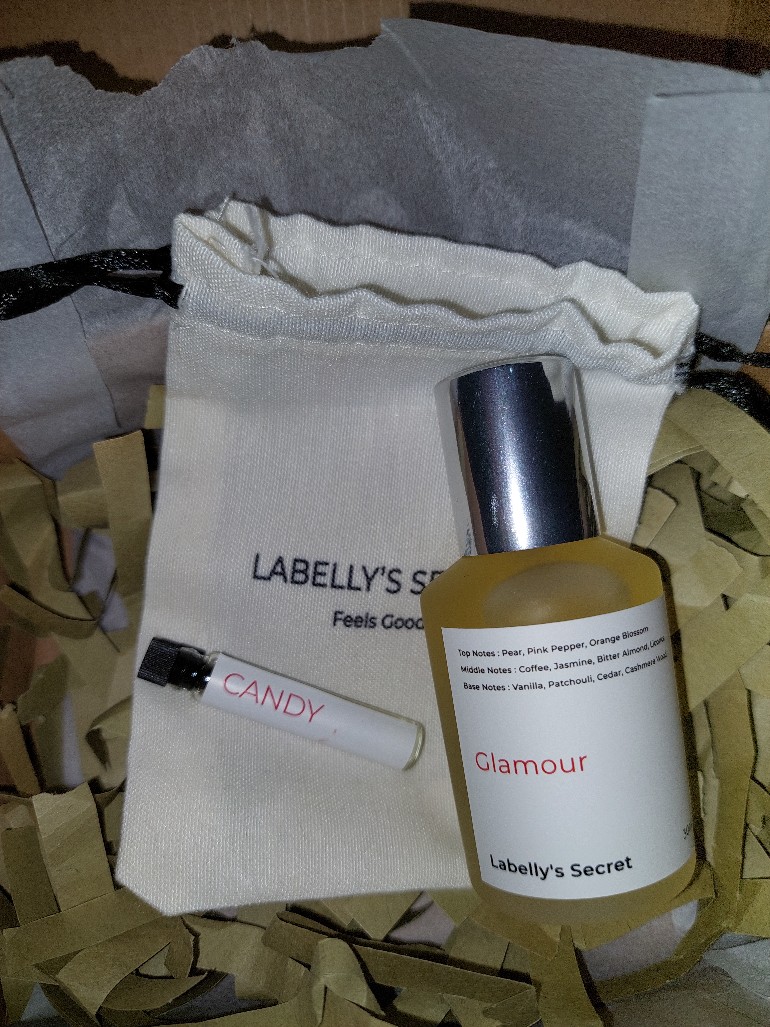 LABELLY'S
Feels Good
CANDY
Top Notes : Pear, Pink Pepper, Orange Blossom
Middle Notes : Coffee, Jasmine, Bitter Almond,
Base Notes : Vanilla, Patchouli, Cedar, Cashmere
Glamour
Labelly's Secret